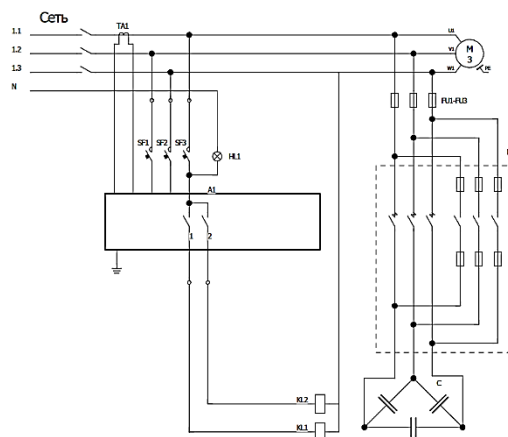 Сеть
1.1
TA1
U1
1.2
V1
M
3
1.3
W1
PE
N
FU1-FU3
SF1
SF2
SF3
HL1
A1
1
2
C
KL2
KL1